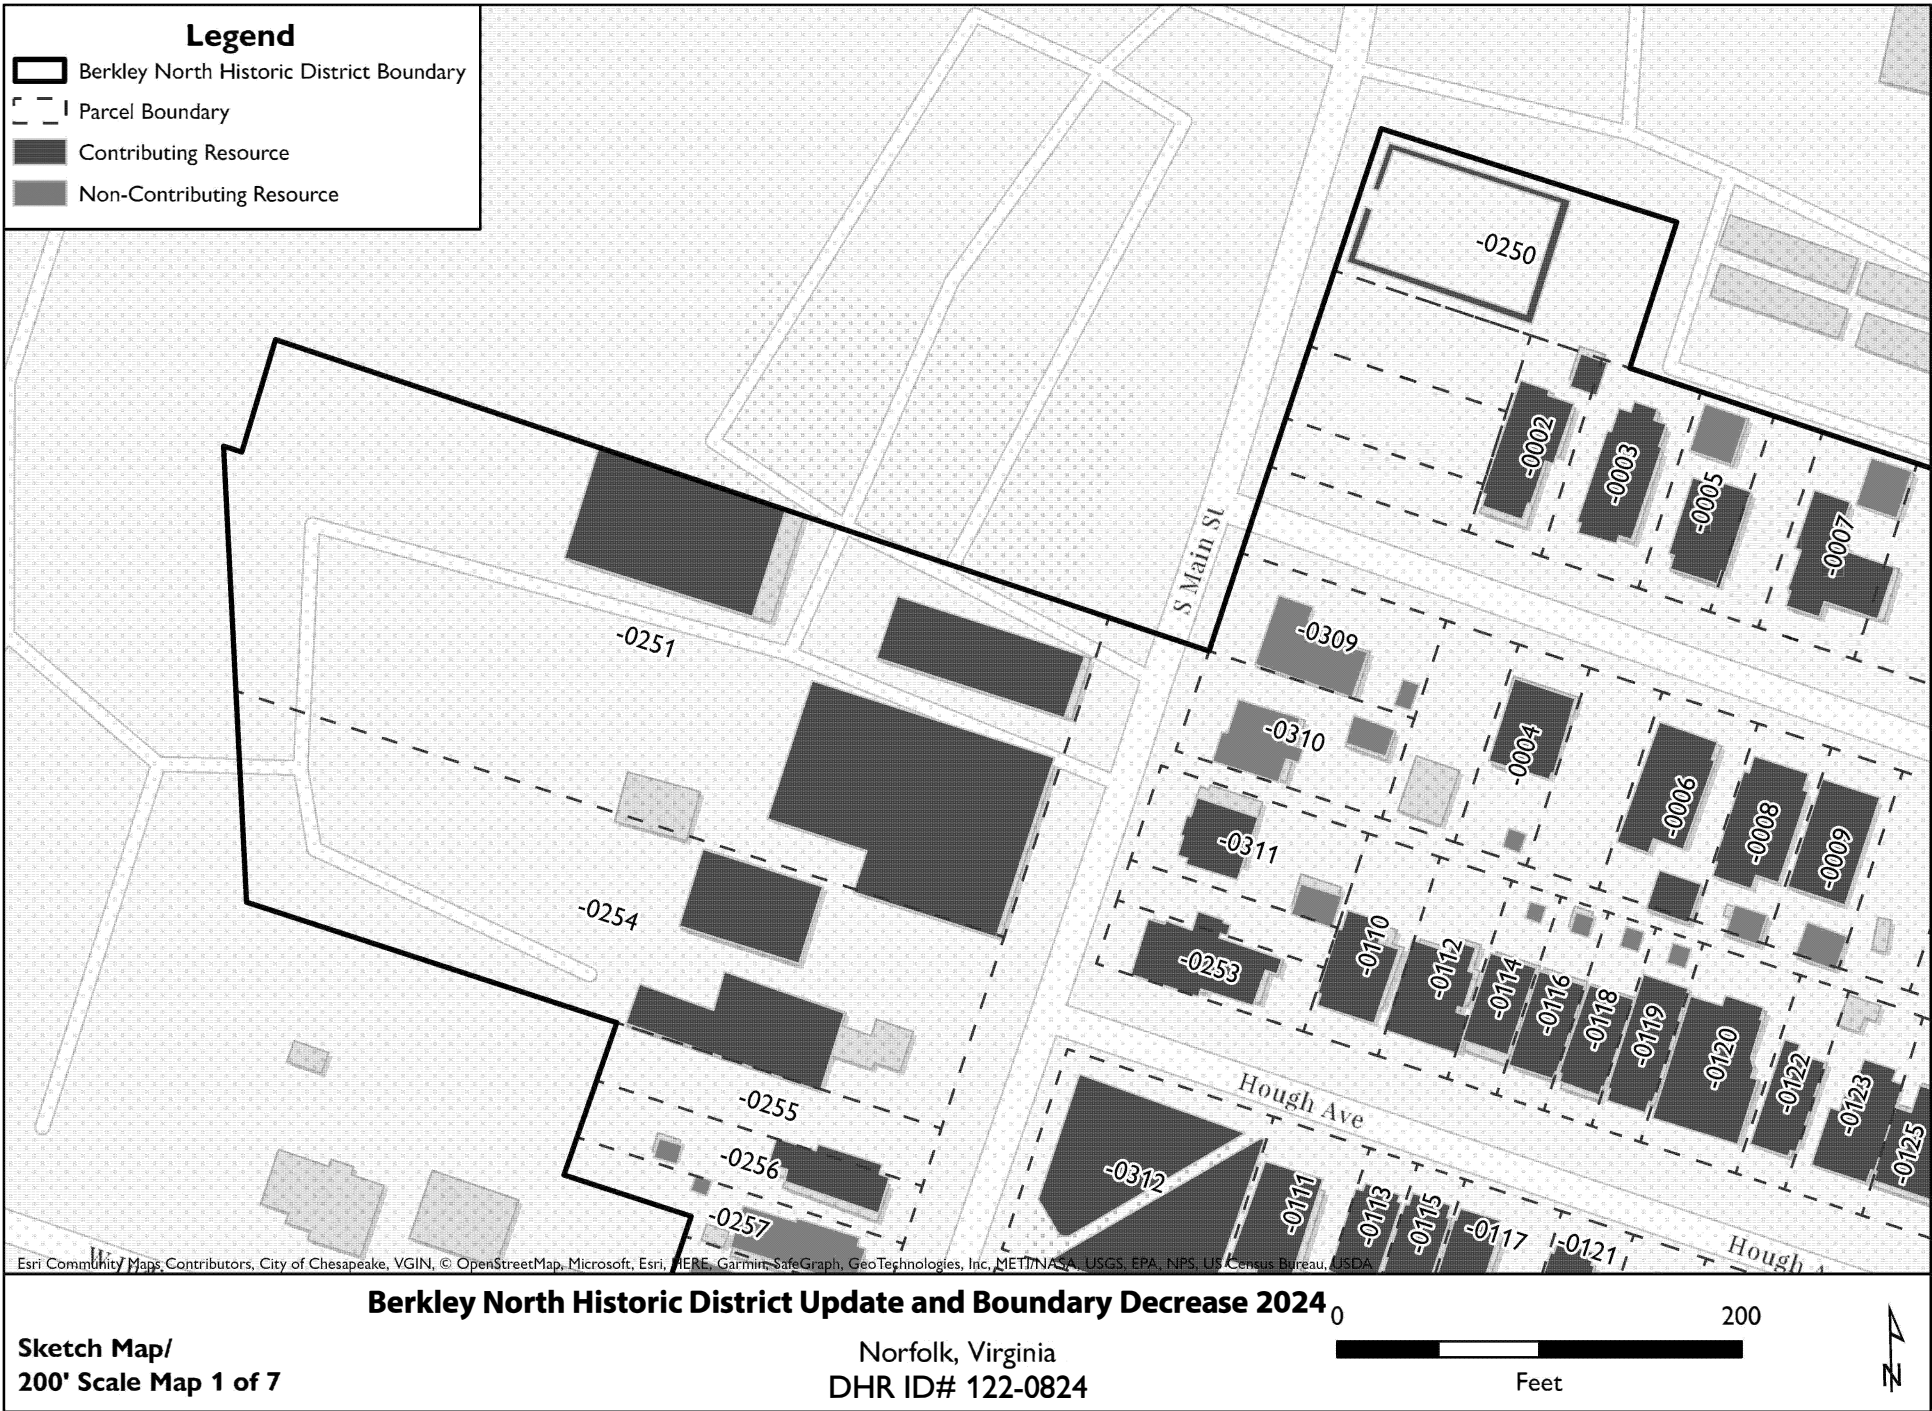 Legend
Berkley North Historic District Boundary
Parcel Boundary
Contributing Resource
Non-Contributing Resource
-0250
-0002
-0003
-0005
-0007
S Main St
-0309
-0251
-0310
-0004
-0006
-0008
-0009
-0311
-0254
-0110
-0112
-0253
-0114
-0116
-0118
-0119
-0120
-0122
-0123
-0125
Hough Ave
-0255
-0256
-0312
-0111
-0113
-0115
-0117
-0121
-0257
Hough A
Esri Community Maps Contributors, City of Chesapeake, VGIN, © OpenStreetMap, Microsoft, Esri, HERE, Garmin, SafeGraph, GeoTechnologies, Inc, METI/NASA, USGS, EPA, NPS, US Census Bureau, USDA
Berkley North Historic District Update and Boundary Decrease 2024
0 200
Sketch Map/
200' Scale Map 1 of 7
Norfolk, Virginia
DHR ID# 122-0824
Feet
N